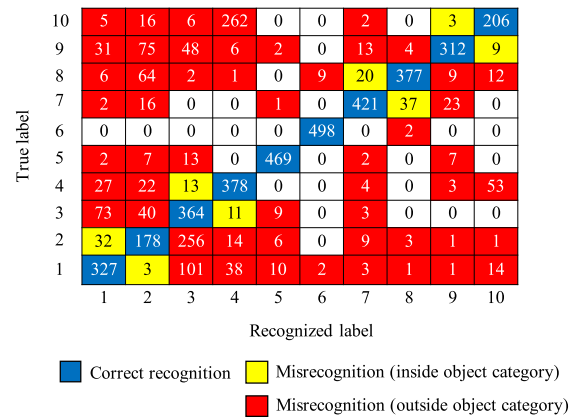 10 5 16 6 262 0 0 2 0 3 206
9 31 75 48 6 2 0 13 4 312 9
8 6 64 2 1 0 9 20 377 9 12
7 2 16 0 0 1 0 421 37 23 0
6 0 0 0 0 0 498 0 2 0 0
5 2 7 13 0 469 0 2 0 7 0
4 27 22 13 378 0 0 4 0 3 53
3 73 40 364 11 9 0 3 0 0 0
2 32 178 256 14 6 0 9 3 1 1
1 327 3 101 38 10 2 3 1 1 14
1 2 3 4 5 6 7 8 9 10
True label
Recognized label
Correct recognition
Misrecognition (inside object category)
Misrecognition (outside object category)